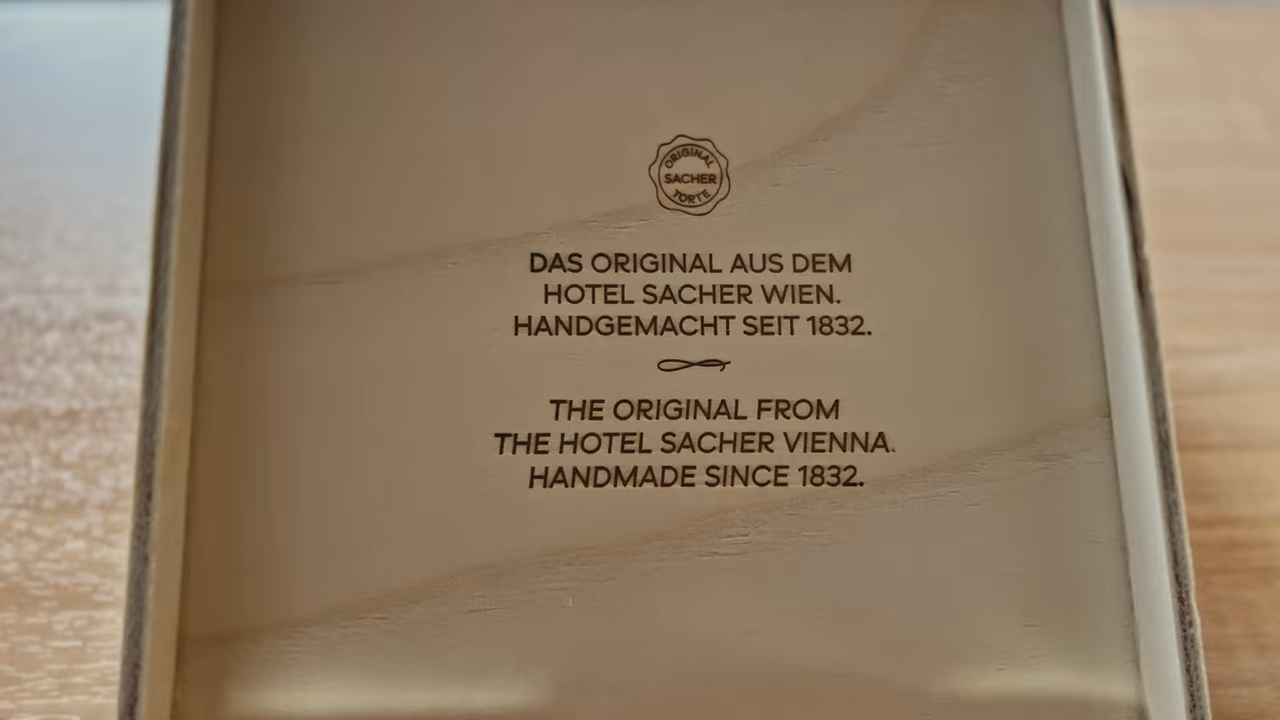 ORIGINAL
SACHER
TORTE
DAS ORIGINAL AUS DEM
HOTEL SACHER WIEN.
HANDGEMACHT SEIT 1832.
THE ORIGINAL FROM
THE HOTEL SACHER VIENNA.
HANDMADE SINCE 1832.